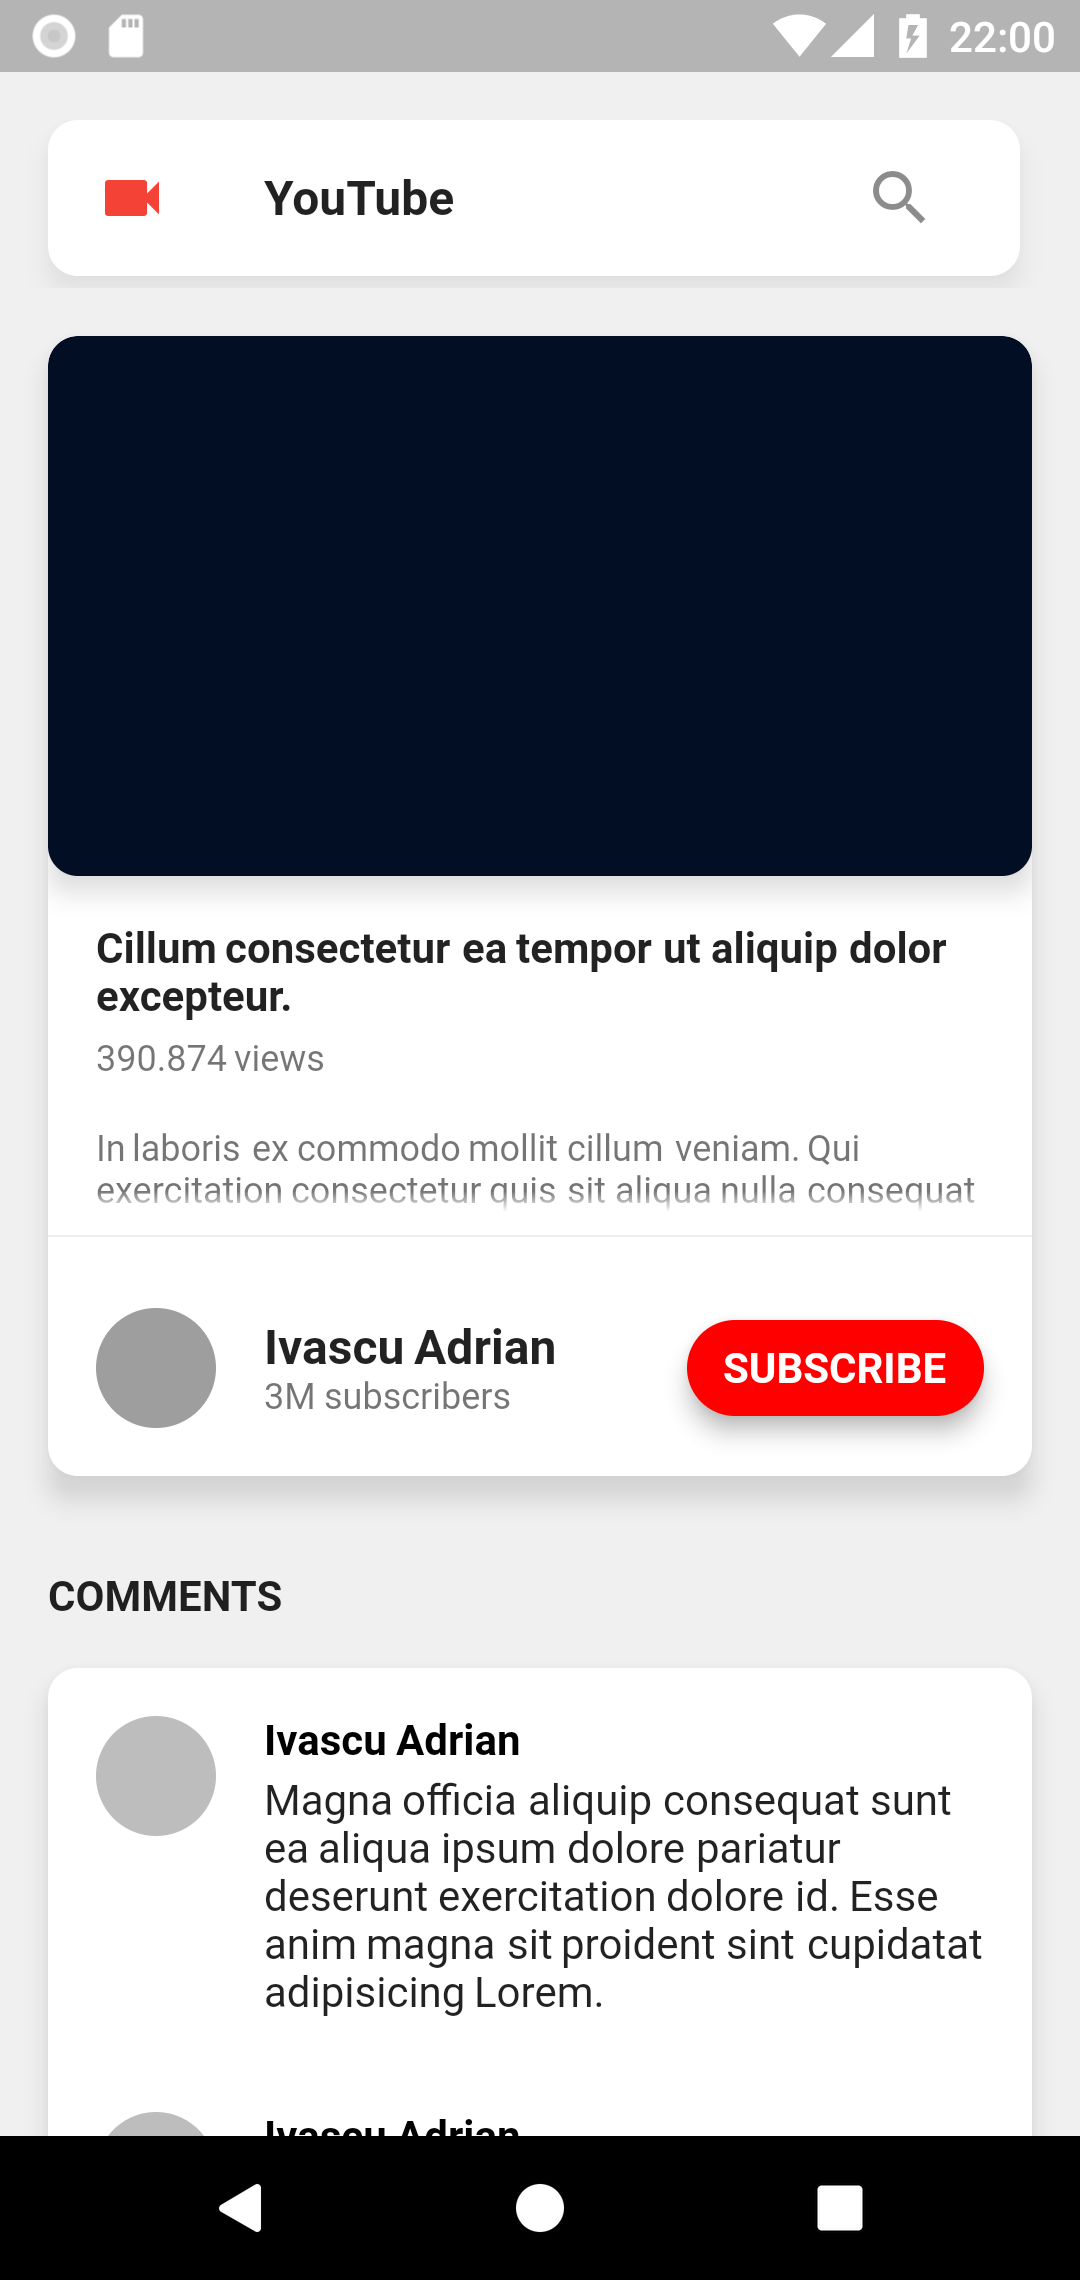 22:00
YouTube
Cillum consectetur ea tempor ut aliquip dolor
excepteur.
390.874 views
In laboris ex commodo mollit cillum veniam. Qui
exercitation consectetur quis sit aliqua nulla consequat
Ivascu Adrian
3M subscribers
SUBSCRIBE
COMMENTS
Ivascu Adrian
Magna officia aliquip consequat sunt
ea aliqua ipsum dolore pariatur
deserunt exercitation dolore id. Esse
anim magna sit proident sint cupidatat
adipisicing Lorem.
Ivascu Adrian